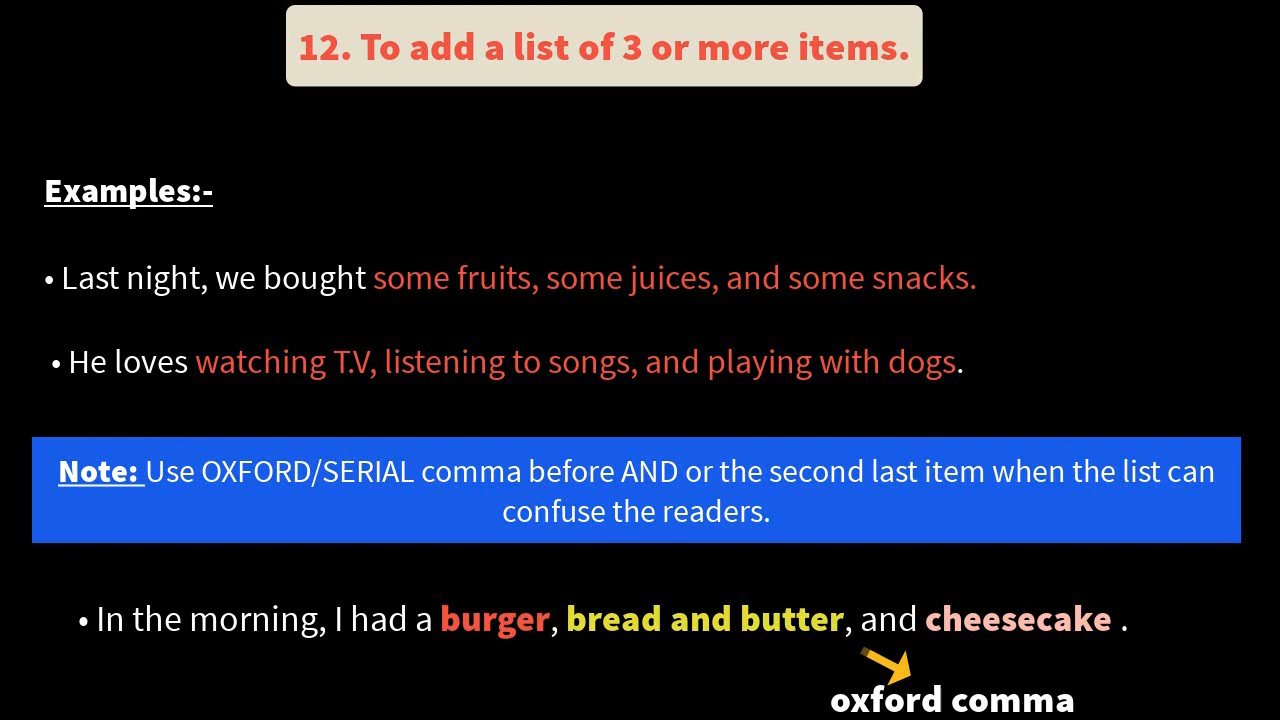 12. To add a list of 3 or more items.
Examples:-
• Last night, we bought some fruits, some juices, and some snacks.
• He loves watching T.V, listening to songs, and playing with dogs.
Note: Use OXFORD/SERIAL comma before AND or the second last item when the list can
confuse the readers.
• In the morning, I had a burger, bread and butter, and cheesecake .
oxford comma